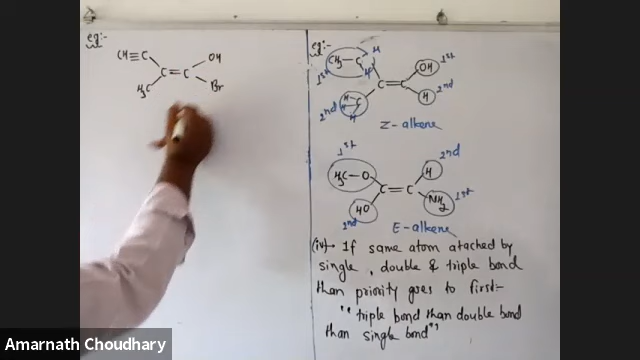 eg:-
CH≡C
OH
C=C
H₃C
Br
eg:-
CH₃-C
H
H
1st
OH
1st
C=C
H
H
H
C
2nd
H
2nd
Z-alkene
1st
2nd
H₃C-O
H
C=C
HO
NH₂
1st
2nd
E-alkene
(iv)→ If same atom atached by
single, double & triple bond
than priority goes to first:-
"triple bond than double bond
than single bond"
Amarnath Choudhary